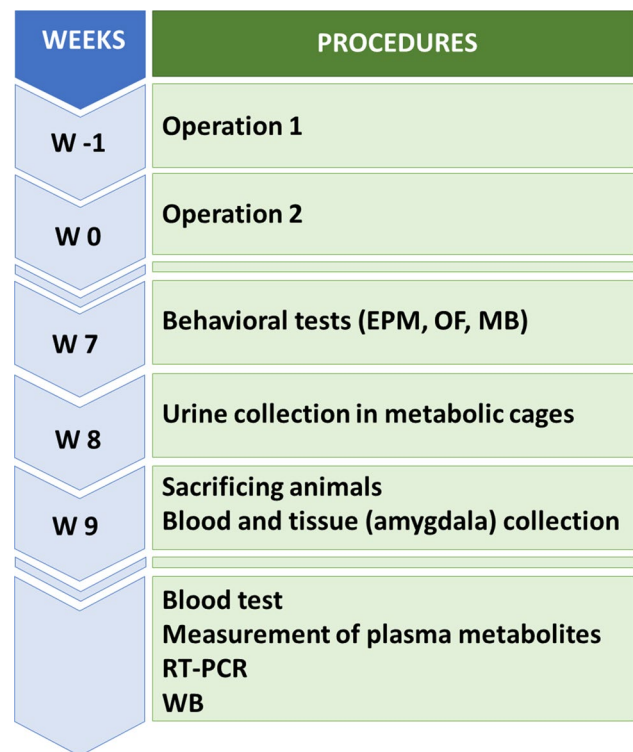 WEEKS PROCEDURES
W -1 Operation 1
W 0 Operation 2
W 7 Behavioral tests (EPM, OF, MB)
W 8 Urine collection in metabolic cages
W 9 Sacrificing animals
Blood and tissue (amygdala) collection
Blood test
Measurement of plasma metabolites
RT-PCR
WB